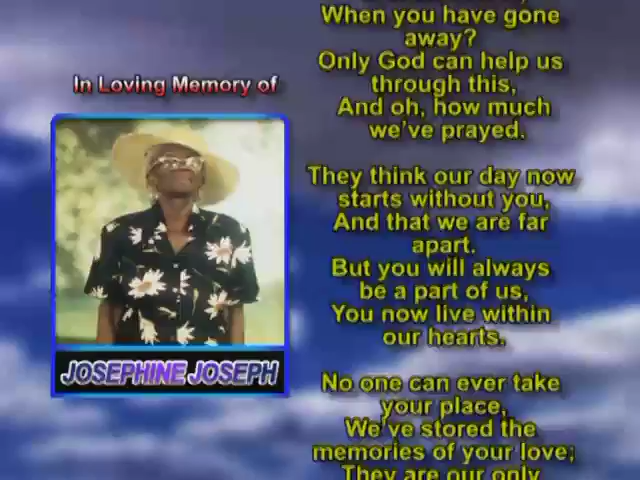 In Loving Memory of
JOSEPHINE JOSEPH
When you have gone
away?
Only God can help us
through this,
And oh, how much
we've prayed.
They think our day now
starts without you,
And that we are far
apart.
But you will always
be a part of us,
You now live within
our hearts.
No one can ever take
your place,
We've stored the
memories of your love;
They are our only